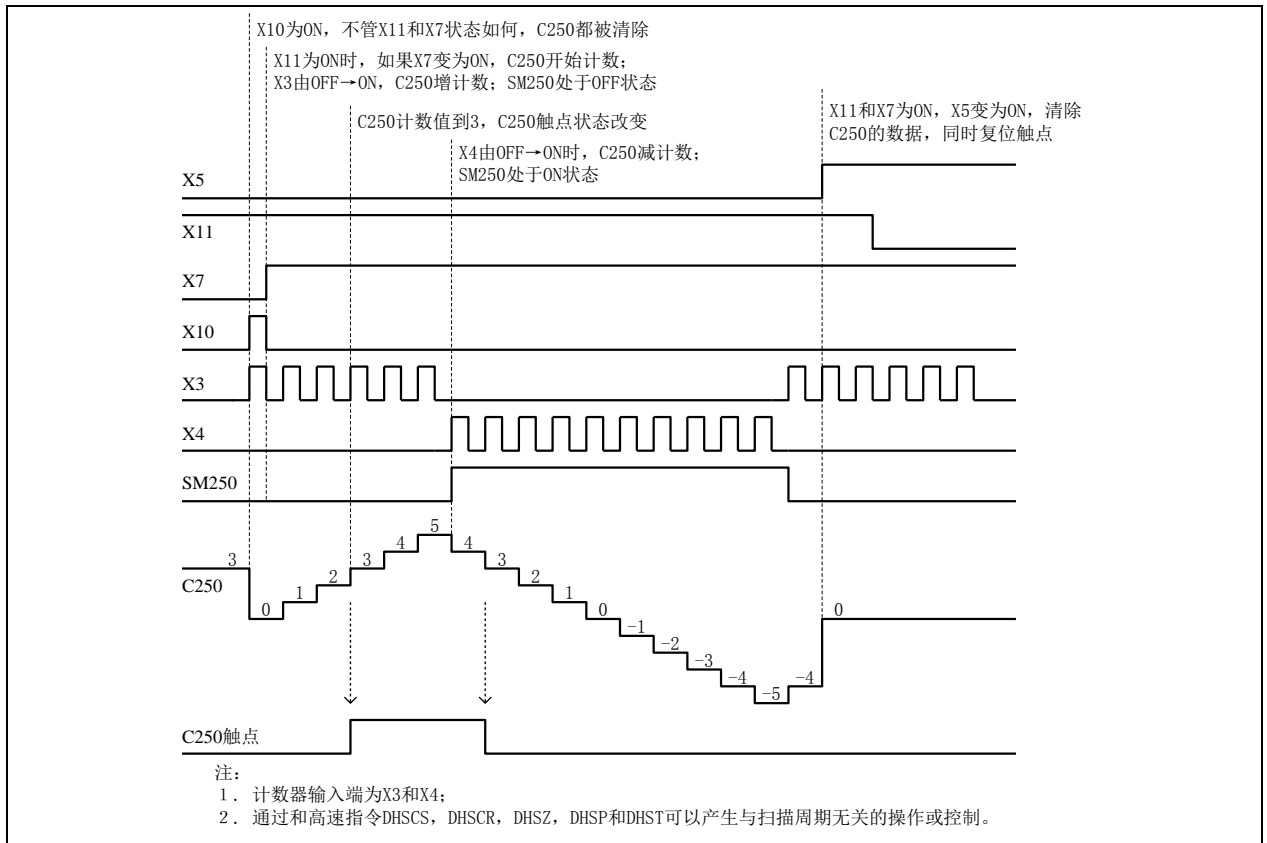 X10为ON，不管X11和X7状态如何，C250都被清除
X11为ON时，如果X7变为ON，C250开始计数；
X3由OFF→ON，C250增计数；SM250处于OFF状态
C250计数值到3，C250触点状态改变
X4由OFF→ON时，C250减计数；
SM250处于ON状态
X11和X7为ON，X5变为ON，清除
C250的数据，同时复位触点
X5
X11
X7
X10
X3
X4
SM250
C250
3
0
1
2
3
4
5
4
3
2
1
0
-1
-2
-3
-4
-5
-4
0
C250触点
注：
1. 计数器输入端为X3和X4；
2. 通过和高速指令DHSCS，DHSCR，DHSZ，DHSP和DHST可以产生与扫描周期无关的操作或控制。